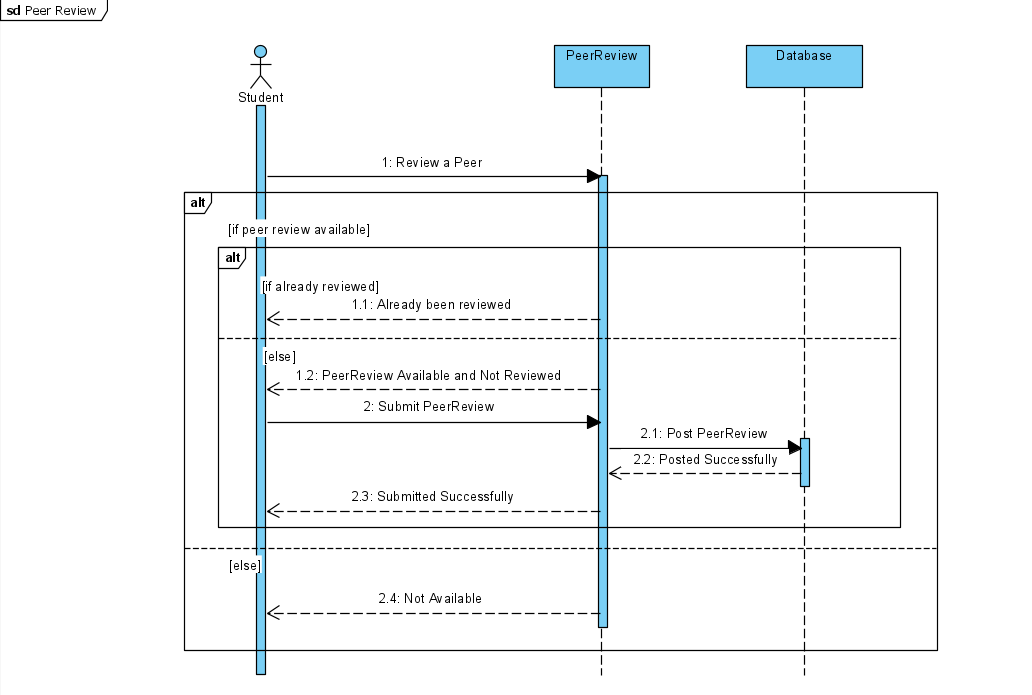 sd Peer Review
Student
PeerReview
Database
1: Review a Peer
alt
[if peer review available]
alt
[if already reviewed]
1.1: Already been reviewed
[else]
1.2: PeerReview Available and Not Reviewed
2: Submit PeerReview
2.1: Post PeerReview
2.2: Posted Successfully
2.3: Submitted Successfully
[else]
2.4: Not Available